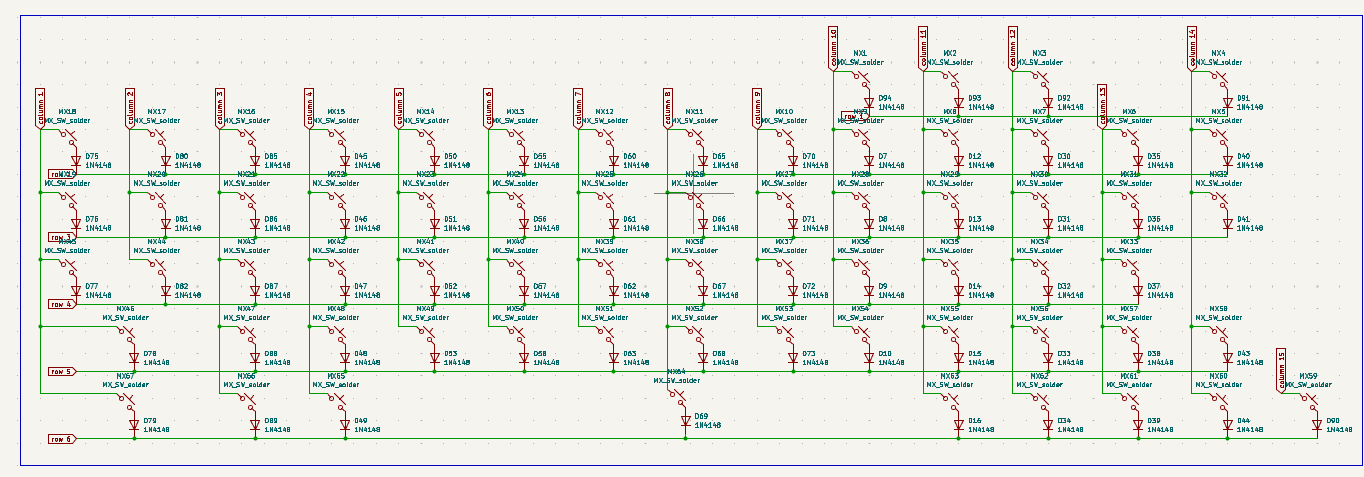 column 10 column 11 column 12 column 14
MX1 MX2 MX3 MX4
MX_SW_solder MX_SW_solder MX_SW_solder MX_SW_solder
D94 D93 D92 D91
1N4148 1N4148 1N4148 1N4148
column 1 column 2 column 3 column 4 column 5 column 6 column 7 column 8 column 9 column 13
row 1
MX18 MX17 MX16 MX15 MX14 MX13 MX12 MX11 MX10 MX8 MX7 MX6 MX5
MX_SW_solder MX_SW_solder MX_SW_solder MX_SW_solder MX_SW_solder MX_SW_solder MX_SW_solder MX_SW_solder MX_SW_solder MX_SW_solder MX_SW_solder MX_SW_solder MX_SW_solder MX_SW_solder
D75 D80 D85 D45 D50 D55 D60 D65 D70 D7 D12 D30 D35 D40
1N4148 1N4148 1N4148 1N4148 1N4148 1N4148 1N4148 1N4148 1N4148 1N4148 1N4148 1N4148 1N4148 1N4148
MX19 MX20 MX21 MX22 MX23 MX24 MX25 MX26 MX27 MX28 MX29 MX30 MX31 MX32
MX_SW_solder MX_SW_solder MX_SW_solder MX_SW_solder MX_SW_solder MX_SW_solder MX_SW_solder MX_SW_solder MX_SW_solder MX_SW_solder MX_SW_solder MX_SW_solder MX_SW_solder MX_SW_solder
D76 D81 D86 D46 D51 D56 D61 D66 D71 D8 D13 D31 D36 D41
1N4148 1N4148 1N4148 1N4148 1N4148 1N4148 1N4148 1N4148 1N4148 1N4148 1N4148 1N4148 1N4148 1N4148
row 3
MX45 MX44 MX43 MX42 MX41 MX40 MX39 MX38 MX37 MX36 MX35 MX34 MX33
MX_SW_solder MX_SW_solder MX_SW_solder MX_SW_solder MX_SW_solder MX_SW_solder MX_SW_solder MX_SW_solder MX_SW_solder MX_SW_solder MX_SW_solder MX_SW_solder MX_SW_solder
D77 D82 D87 D47 D52 D57 D62 D67 D72 D9 D14 D32 D37
1N4148 1N4148 1N4148 1N4148 1N4148 1N4148 1N4148 1N4148 1N4148 1N4148 1N4148 1N4148 1N4148
row 4
MX46 MX47 MX48 MX49 MX50 MX51 MX52 MX53 MX54 MX55 MX56 MX57 MX58
MX_SW_solder MX_SW_solder MX_SW_solder MX_SW_solder MX_SW_solder MX_SW_solder MX_SW_solder MX_SW_solder MX_SW_solder MX_SW_solder MX_SW_solder MX_SW_solder MX_SW_solder
D78 D88 D48 D53 D58 D63 D68 D73 D10 D15 D33 D38 D43
1N4148 1N4148 1N4148 1N4148 1N4148 1N4148 1N4148 1N4148 1N4148 1N4148 1N4148 1N4148 1N4148
row 5 column 15
MX67 MX66 MX65 MX64 MX63 MX62 MX61 MX60 MX59
MX_SW_solder MX_SW_solder MX_SW_solder MX_SW_solder MX_SW_solder MX_SW_solder MX_SW_solder MX_SW_solder MX_SW_solder
D79 D89 D49 D69 D16 D34 D39 D44 D90
1N4148 1N4148 1N4148 1N4148 1N4148 1N4148 1N4148 1N4148 1N4148
row 6